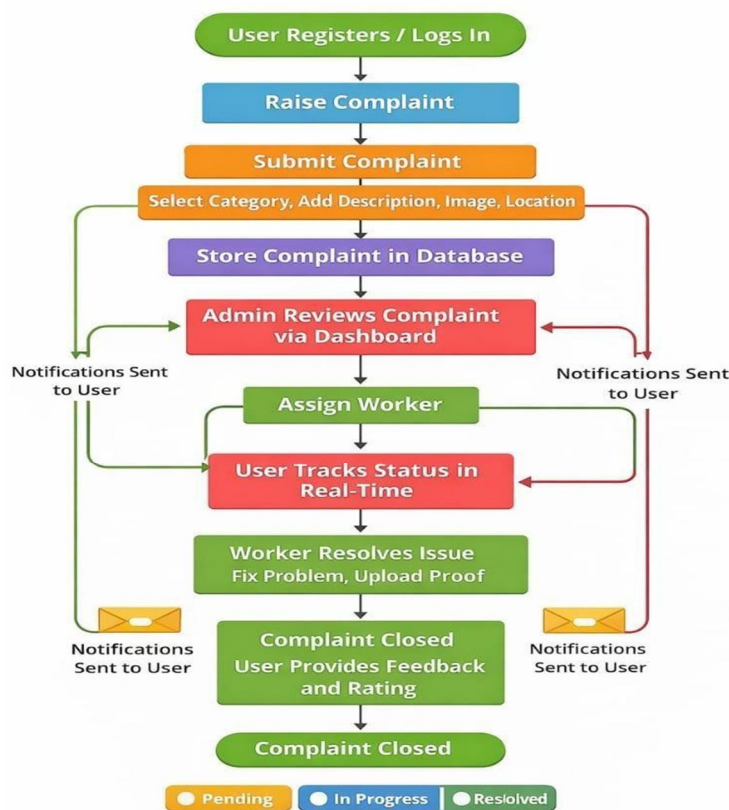 User Registers / Logs In
Raise Complaint
Submit Complaint
Select Category, Add Description, Image, Location
Store Complaint in Database
Admin Reviews Complaint
via Dashboard
Notifications Sent
to User
Notifications Sent
to User
Assign Worker
User Tracks Status in
Real-Time
Worker Resolves Issue
Fix Problem, Upload Proof
Notifications
Sent to User
Notifications
Sent to User
Complaint Closed
User Provides Feedback
and Rating
Complaint Closed
Pending
In Progress
Reslolved